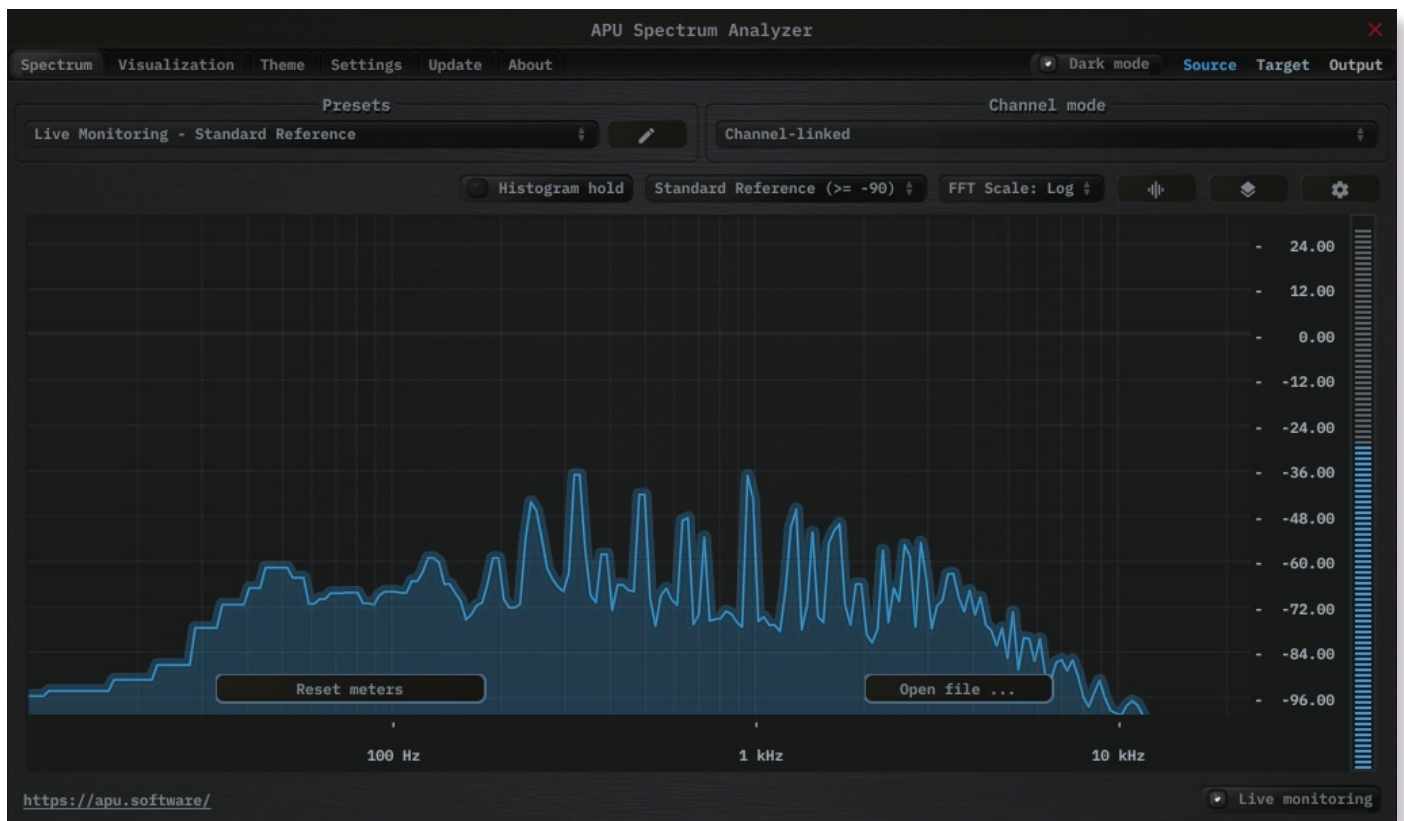 APU Spectrum Analyzer
Spectrum Visualization Theme Settings Update About Dark mode Source Target Output
Presets Channel mode
Live Monitoring - Standard Reference Channel-linked
Histogram hold Standard Reference (>= -90) FFT Scale: Log
- 24.00
- 12.00
- 0.00
- -12.00
- -24.00
- -36.00
- -48.00
- -60.00
- -72.00
- -84.00
Reset meters Open file ...
- -96.00
100 Hz 1 kHz 10 kHz
https://apu.software/ Live monitoring